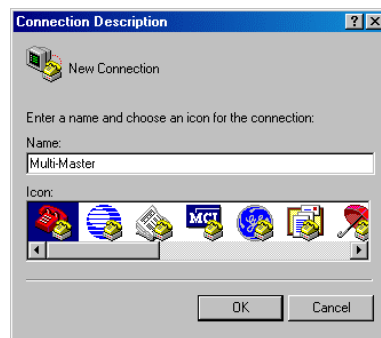 Connection Description
New Connection
Enter a name and choose an icon for the connection:
Name:
Multi-Master
Icon:
MCI
OK Cancel